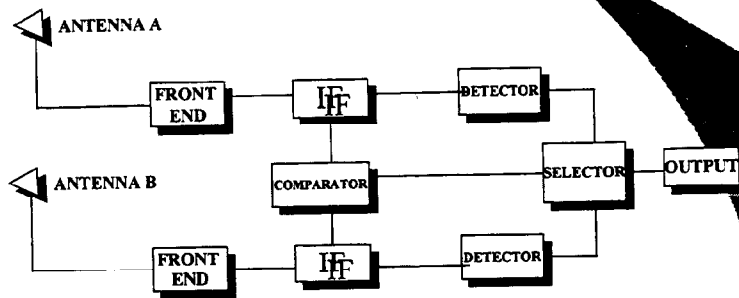 ANTENNA A
FRONT
END
IF
DETECTOR
ANTENNA B
COMPARATOR
SELECTOR
OUTPUT
FRONT
END
IF
DETECTOR